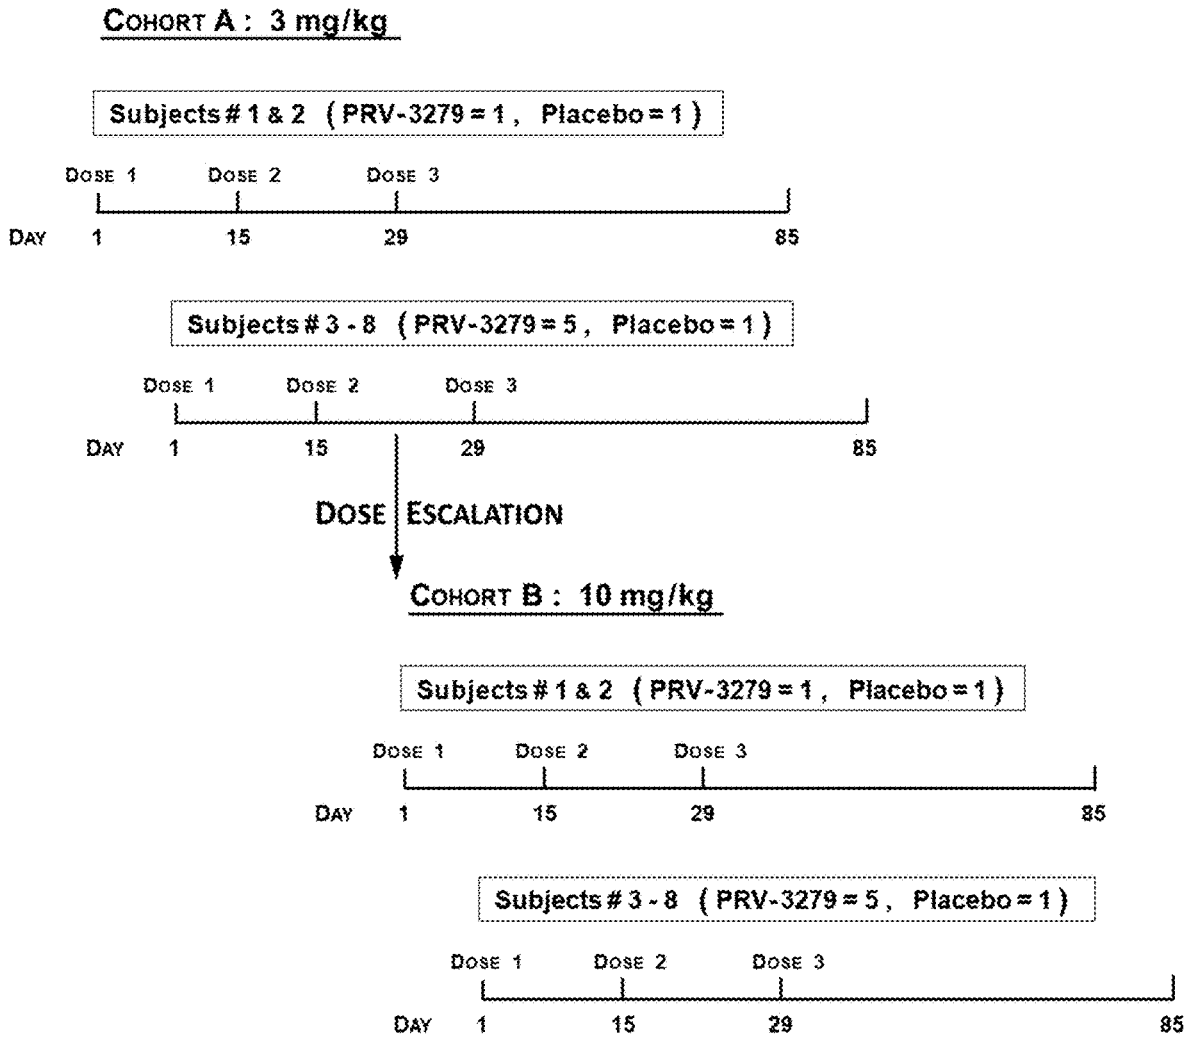 COHORT A : 3 mg/kg
Subjects # 1 & 2 ( PRV-3279 = 1 , Placebo = 1 )
DOSE 1 DOSE 2 DOSE 3
DAY 1 15 29 85
Subjects # 3 - 8 ( PRV-3279 = 5 , Placebo = 1 )
DOSE 1 DOSE 2 DOSE 3
DAY 1 15 29 85
DOSE ESCALATION
COHORT B : 10 mg/kg
Subjects # 1 & 2 ( PRV-3279 = 1 , Placebo = 1 )
DOSE 1 DOSE 2 DOSE 3
DAY 1 15 29 85
Subjects # 3 - 8 ( PRV-3279 = 5 , Placebo = 1 )
DOSE 1 DOSE 2 DOSE 3
DAY 1 15 29 85